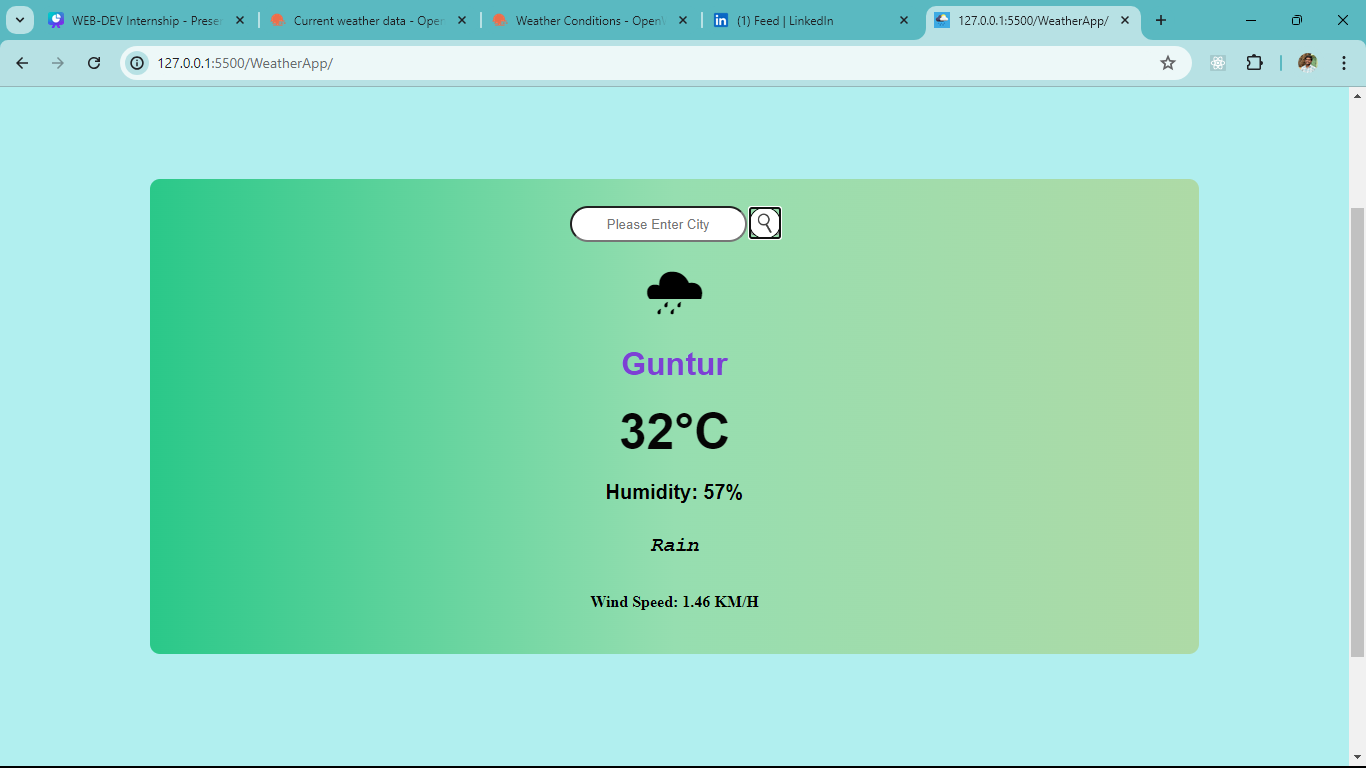 WEB-DEV Internship - Prese
Current weather data - Ope
Weather Conditions - Open
(1) Feed | LinkedIn
127.0.0.1:5500/WeatherApp/
127.0.0.1:5500/WeatherApp/
Please Enter City
Guntur
32°C
Humidity: 57%
Rain
Wind Speed: 1.46 KM/H